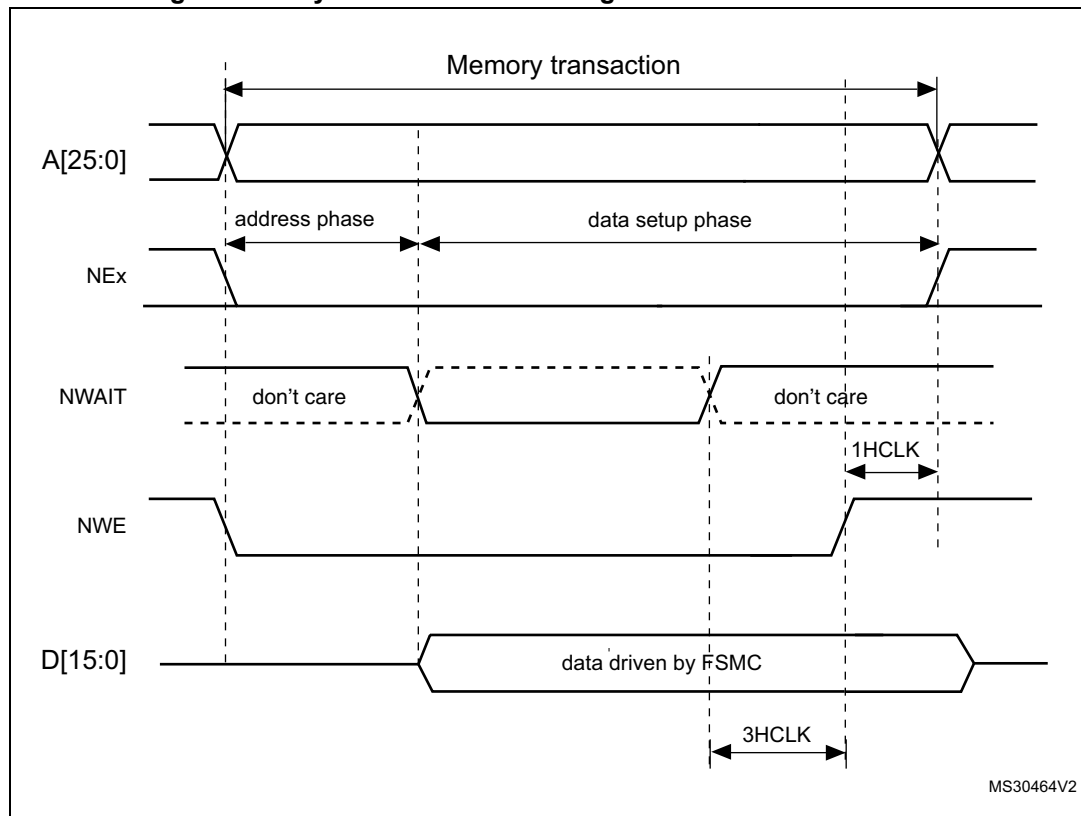 Memory transaction
A[25:0]
address phase
data setup phase
NEx
NWAIT
don't care
don't care
1HCLK
NWE
D[15:0]
data driven by FSMC
3HCLK
MS30464V2